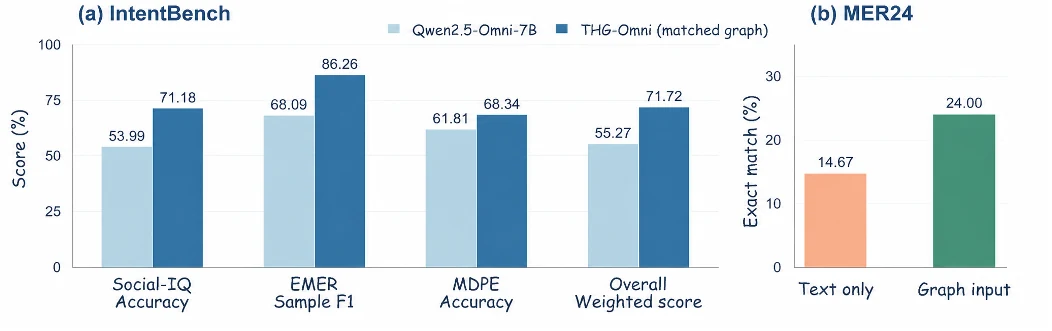 (a) IntentBench
(b) MER24
Qwen2.5-Omni-7B
THG-Omni (matched graph)
Score (%)
100
75
50
25
0
53.99
71.18
68.09
86.26
61.81
68.34
55.27
71.72
Social-IQ
Accuracy
EMER
Sample F1
MDPE
Accuracy
Overall
Weighted score
Exact match (%)
30
20
10
0
14.67
24.00
Text only
Graph input